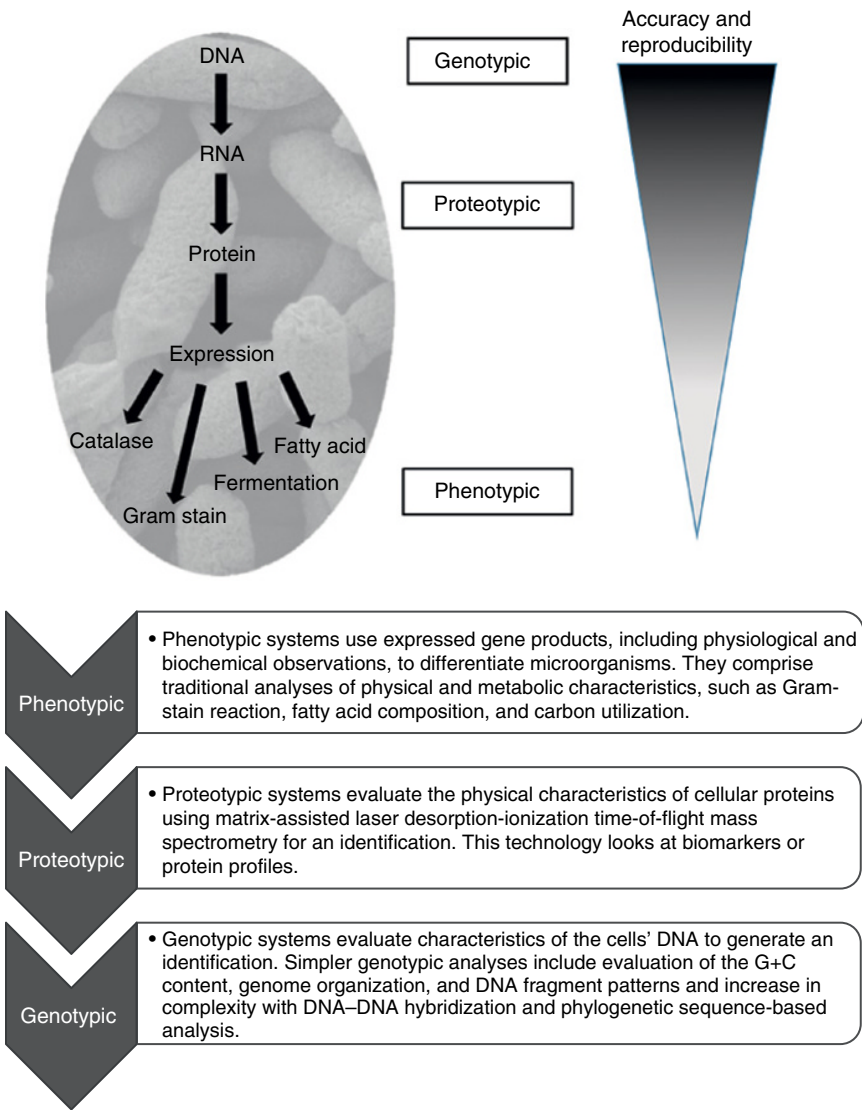 DNA
Genotypic
Accuracy and
reproducibility
RNA
Proteotypic
Protein
Expression
Catalase
Fatty acid
Fermentation
Phenotypic
Gram stain
Phenotypic
• Phenotypic systems use expressed gene products, including physiological and
biochemical observations, to differentiate microorganisms. They comprise
traditional analyses of physical and metabolic characteristics, such as Gram-
stain reaction, fatty acid composition, and carbon utilization.
Proteotypic
• Proteotypic systems evaluate the physical characteristics of cellular proteins
using matrix-assisted laser desorption-ionization time-of-flight mass
spectrometry for an identification. This technology looks at biomarkers or
protein profiles.
Genotypic
• Genotypic systems evaluate characteristics of the cells’ DNA to generate an
identification. Simpler genotypic analyses include evaluation of the G+C
content, genome organization, and DNA fragment patterns and increase in
complexity with DNA–DNA hybridization and phylogenetic sequence-based
analysis.